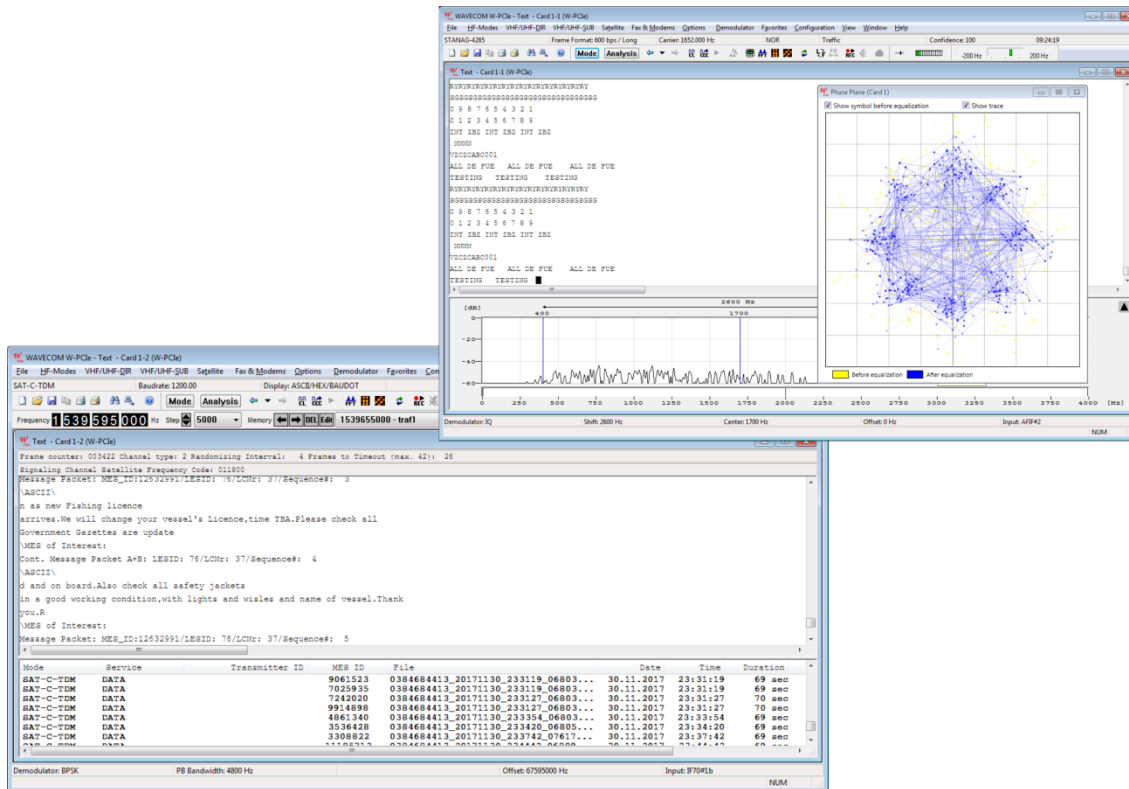 WAVECOM W-PCIe - Text - Card 1-1 (W-PCIe)
File HF-Modes VHF/UHF-DIR VHF/UHF-SUB Satellite Fax & Modems Options Demodulator Favorites Configuration View Window Help
STANAG-4285 Frame Format: 600 bps / Long Carrier: 1652.000 Hz NOR Traffic Confidence: 100 09:24:19
Mode Analysis -200 Hz 200 Hz
Text - Card 1-1 (W-PCIe)
RYRYRYRYRYRYRYRYRYRYRYRYRYRYRYRY
SGSGSGSGSGSGSGSGSGSGSGSGSGSGSGSGSG
0 9 8 7 6 5 4 3 2 1
0 1 2 3 4 5 6 7 8 9
INT ZBZ INT ZBZ INT ZBZ
NNNN
VZCZCABC001
ALL DE FUE ALL DE FUE ALL DE FUE
TESTING TESTING TESTING
RYRYRYRYRYRYRYRYRYRYRYRYRYRYRYRY
SGSGSGSGSGSGSGSGSGSGSGSGSGSGSGSGSG
0 9 8 7 6 5 4 3 2 1
0 1 2 3 4 5 6 7 8 9
INT ZBZ INT ZBZ INT ZBZ
NNNN
VZCZCABC001
ALL DE FUE ALL DE FUE ALL DE FUE
TESTING TESTING
Phase Plane (Card 1)
Show symbol before equalization Show trace
Before equalization After equalization
[dB] 2600 Hz
400 1700
0
-20
-40
-60
0 250 500 750 1000 1250 1500 1750 2000 2250 2500 2750 3000 3250 3500 3750 4000 [Hz]
Demodulator: IQ Shift: 2600 Hz Center: 1700 Hz Offset: 0 Hz Input: AFIF#2
NUM
WAVECOM W-PCIe - Text - Card 1-2 (W-PCIe)
File HF-Modes VHF/UHF-DIR VHF/UHF-SUB Satellite Fax & Modems Options Demodulator Favorites Con
SAT-C-TDM Baudrate: 1200.00 Display: ASCII/HEX/BAUDOT
Mode Analysis
Frequency 1539595000 Hz Step 5000 Memory DEL Edit 1539655000 - traf1
Text - Card 1-2 (W-PCIe)
Frame counter: 003422 Channel type: 2 Randomizing Interval: 4 Frames to Timeout (max. 42): 26
Signaling Channel Satellite Frequency Code: 011800
Message Packet: MES_ID:12632991/LESID: 76/LCNr: 37/Sequence#: 3
\ASCII\
n as new Fishing licence
arrives.We will change your vessel's Licence,time TBA.Please check all
Government Gazettes are update
\MES of Interest:
Cont. Message Packet A+B: LESID: 76/LCNr: 37/Sequence#: 4
\ASCII\
d and on board.Also check all safety jackets
in a good working condition,with lights and wisles and name of vessel.Thank
you.R
\MES of Interest:
Message Packet: MES_ID:12632991/LESID: 76/LCNr: 37/Sequence#: 5
Mode Service Transmitter ID MES ID File Date Time Duration
SAT-C-TDM DATA 9061523 0384684413_20171130_233119_06803... 30.11.2017 23:31:19 69 sec
SAT-C-TDM DATA 7025935 0384684413_20171130_233119_06803... 30.11.2017 23:31:19 69 sec
SAT-C-TDM DATA 7242020 0384684413_20171130_233127_06803... 30.11.2017 23:31:27 70 sec
SAT-C-TDM DATA 9914898 0384684413_20171130_233127_06803... 30.11.2017 23:31:27 70 sec
SAT-C-TDM DATA 4861340 0384684413_20171130_233354_06803... 30.11.2017 23:33:54 69 sec
SAT-C-TDM DATA 3536428 0384684413_20171130_233420_06805... 30.11.2017 23:34:20 69 sec
SAT-C-TDM DATA 3308822 0384684413_20171130_233742_07617... 30.11.2017 23:37:42 69 sec
Demodulator: BPSK PB Bandwidth: 4800 Hz Offset: 67595000 Hz Input: IF70#1b
NUM